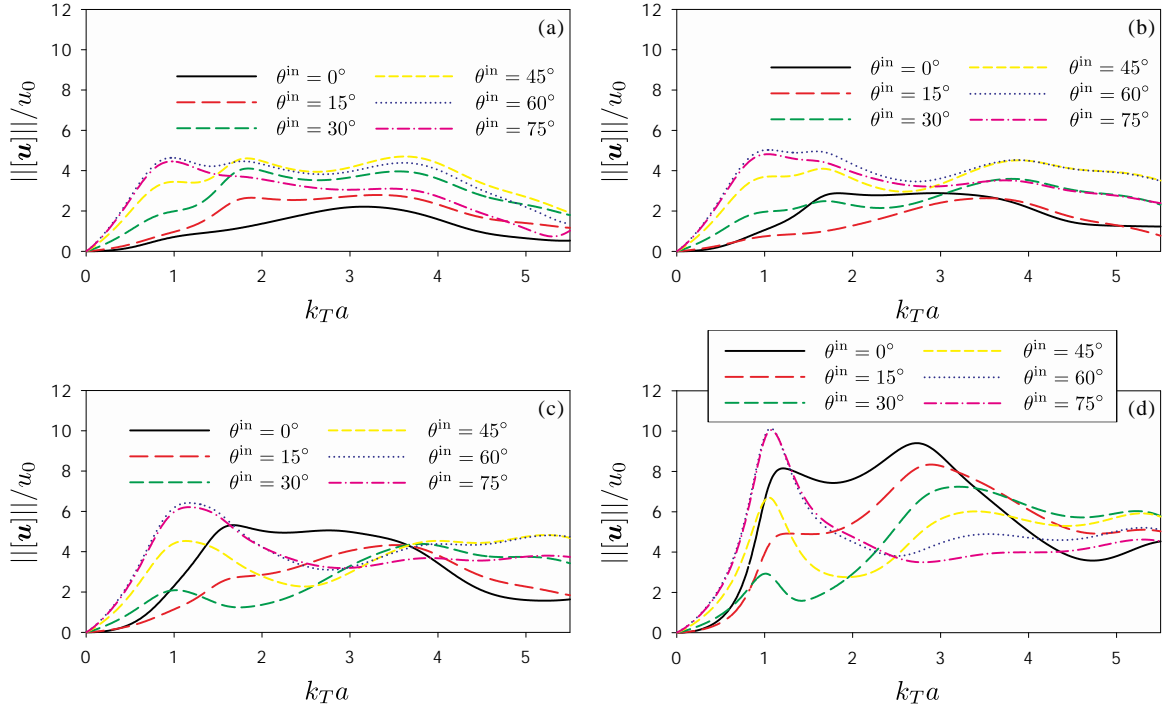 12
10
8
6
4
2
0
|||[u]|||/u₀
(a)
θⁱⁿ = 0° θⁱⁿ = 45°
θⁱⁿ = 15° θⁱⁿ = 60°
θⁱⁿ = 30° θⁱⁿ = 75°
0 1 2 3 4 5
k_T a
12
10
8
6
4
2
0
|||[u]|||/u₀
(b)
θⁱⁿ = 0° θⁱⁿ = 45°
θⁱⁿ = 15° θⁱⁿ = 60°
θⁱⁿ = 30° θⁱⁿ = 75°
0 1 2 3 4 5
k_T a
12
10
8
6
4
2
0
|||[u]|||/u₀
(c)
θⁱⁿ = 0° θⁱⁿ = 45°
θⁱⁿ = 15° θⁱⁿ = 60°
θⁱⁿ = 30° θⁱⁿ = 75°
0 1 2 3 4 5
k_T a
θⁱⁿ = 0° θⁱⁿ = 45°
θⁱⁿ = 15° θⁱⁿ = 60°
θⁱⁿ = 30° θⁱⁿ = 75°
12
10
8
6
4
2
0
|||[u]|||/u₀
(d)
0 1 2 3 4 5
k_T a